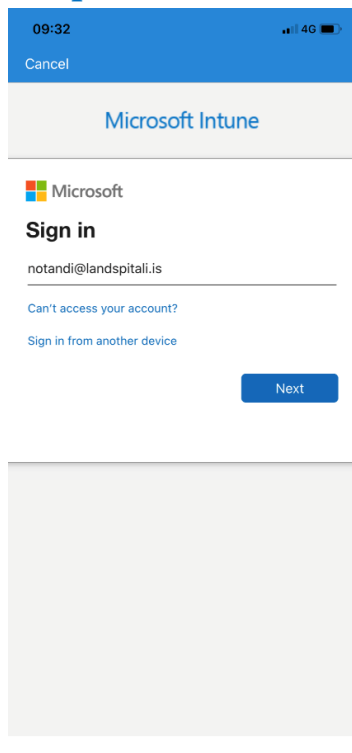 09:32 4G
Cancel
Microsoft Intune
Microsoft
Sign in
notandi@landspitali.is
Can't access your account?
Sign in from another device
Next